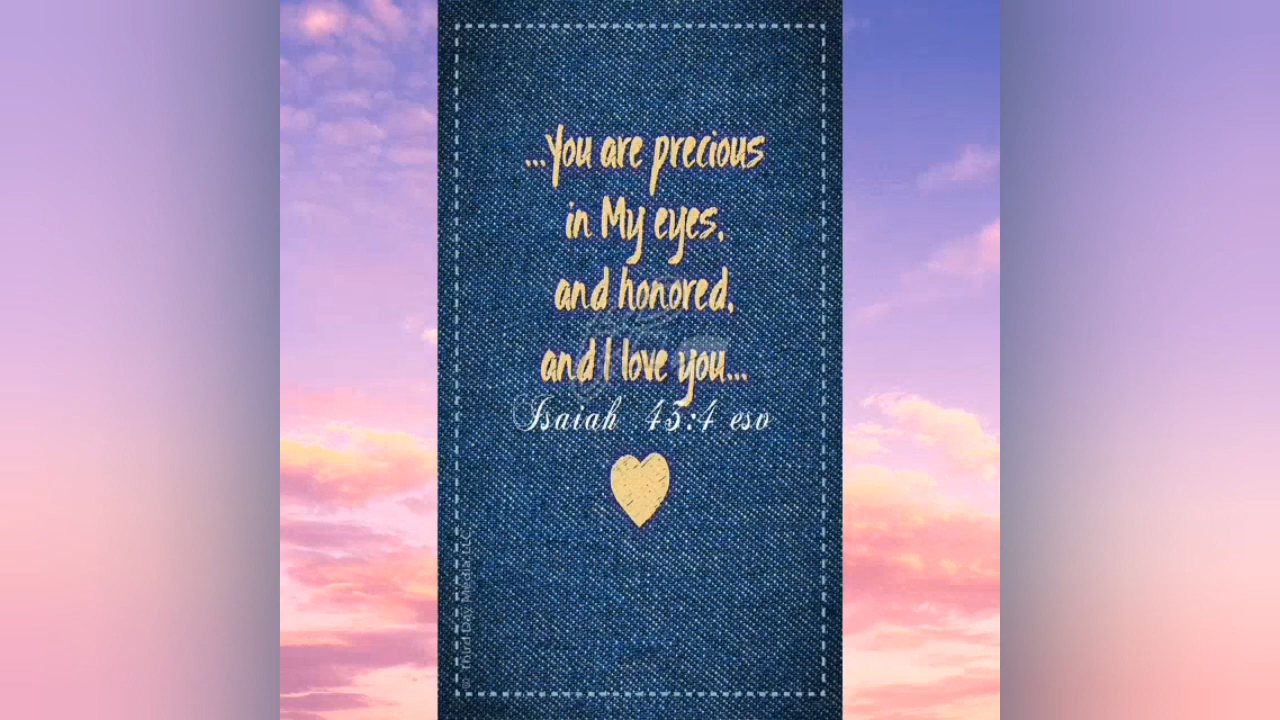 ...You are precious
in My eyes,
and honored,
and I love you...
Isaiah 43:4 esv
© Third Day Media LLC